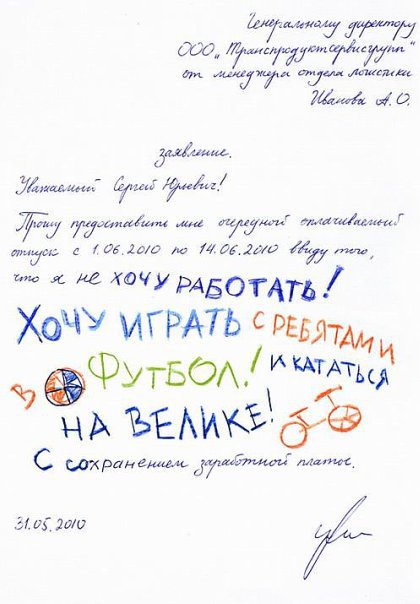 Генеральному директору
ООО „Транспродуктсервисгрупп"
от менеджера отдела логистики
Иванова А.О.
заявление.
Уважаемый Сергей Юльевич!
Прошу предоставить мне очередной оплачиваемый
отпуск с 1.06.2010 по 14.06.2010 ввиду того,
что я не ХОЧУ РАБОТАТЬ!
ХОЧУ ИГРАТЬ С РЕБЯТАМИ
В ФУТБОЛ! И КАТАТЬСЯ
НА ВЕЛИКЕ!
С сохранением заработной платы.
31.05.2010